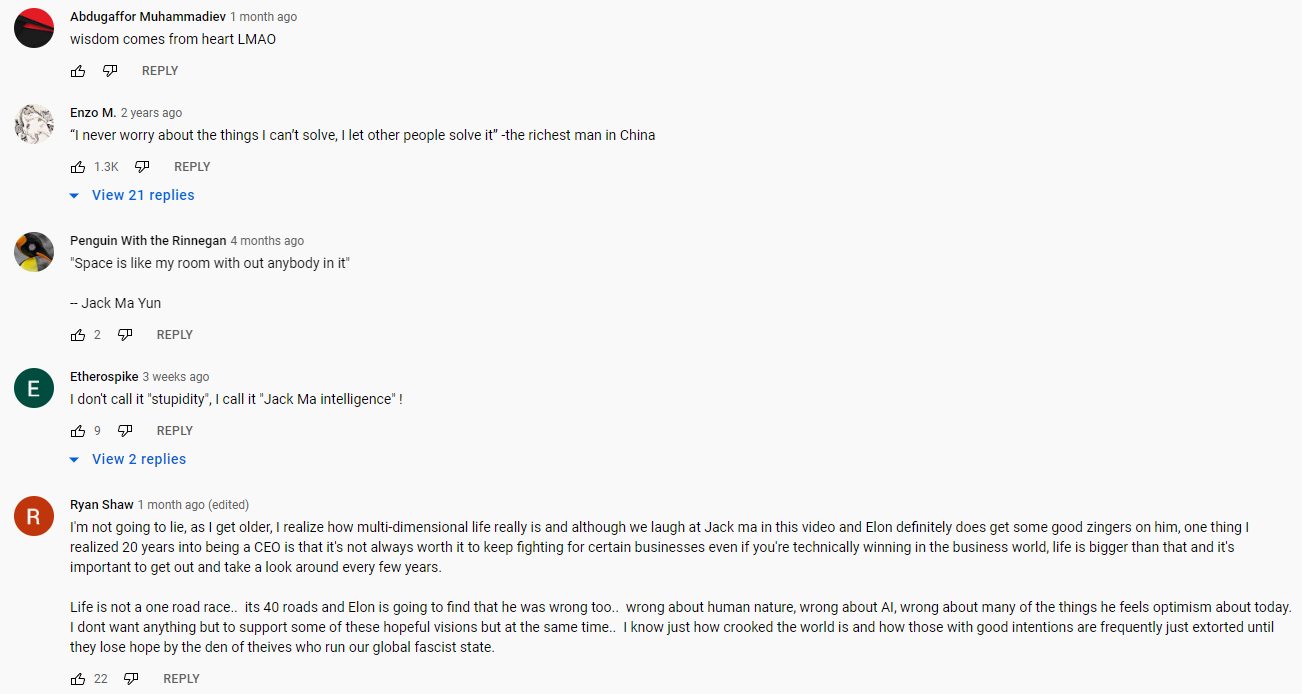 Abdugaffor Muhammadiev 1 month ago
wisdom comes from heart LMAO
REPLY
Enzo M. 2 years ago
“I never worry about the things I can’t solve, I let other people solve it” -the richest man in China
1.3K REPLY
View 21 replies
Penguin With the Rinnegan 4 months ago
"Space is like my room with out anybody in it"
-- Jack Ma Yun
2 REPLY
E
Etherospike 3 weeks ago
I don't call it "stupidity", I call it "Jack Ma intelligence" !
9 REPLY
View 2 replies
R
Ryan Shaw 1 month ago (edited)
I'm not going to lie, as I get older, I realize how multi-dimensional life really is and although we laugh at Jack ma in this video and Elon definitely does get some good zingers on him, one thing I
realized 20 years into being a CEO is that it's not always worth it to keep fighting for certain businesses even if you're technically winning in the business world, life is bigger than that and it's
important to get out and take a look around every few years.
Life is not a one road race.. its 40 roads and Elon is going to find that he was wrong too.. wrong about human nature, wrong about AI, wrong about many of the things he feels optimism about today.
I dont want anything but to support some of these hopeful visions but at the same time.. I know just how crooked the world is and how those with good intentions are frequently just extorted until
they lose hope by the den of theives who run our global fascist state.
22 REPLY